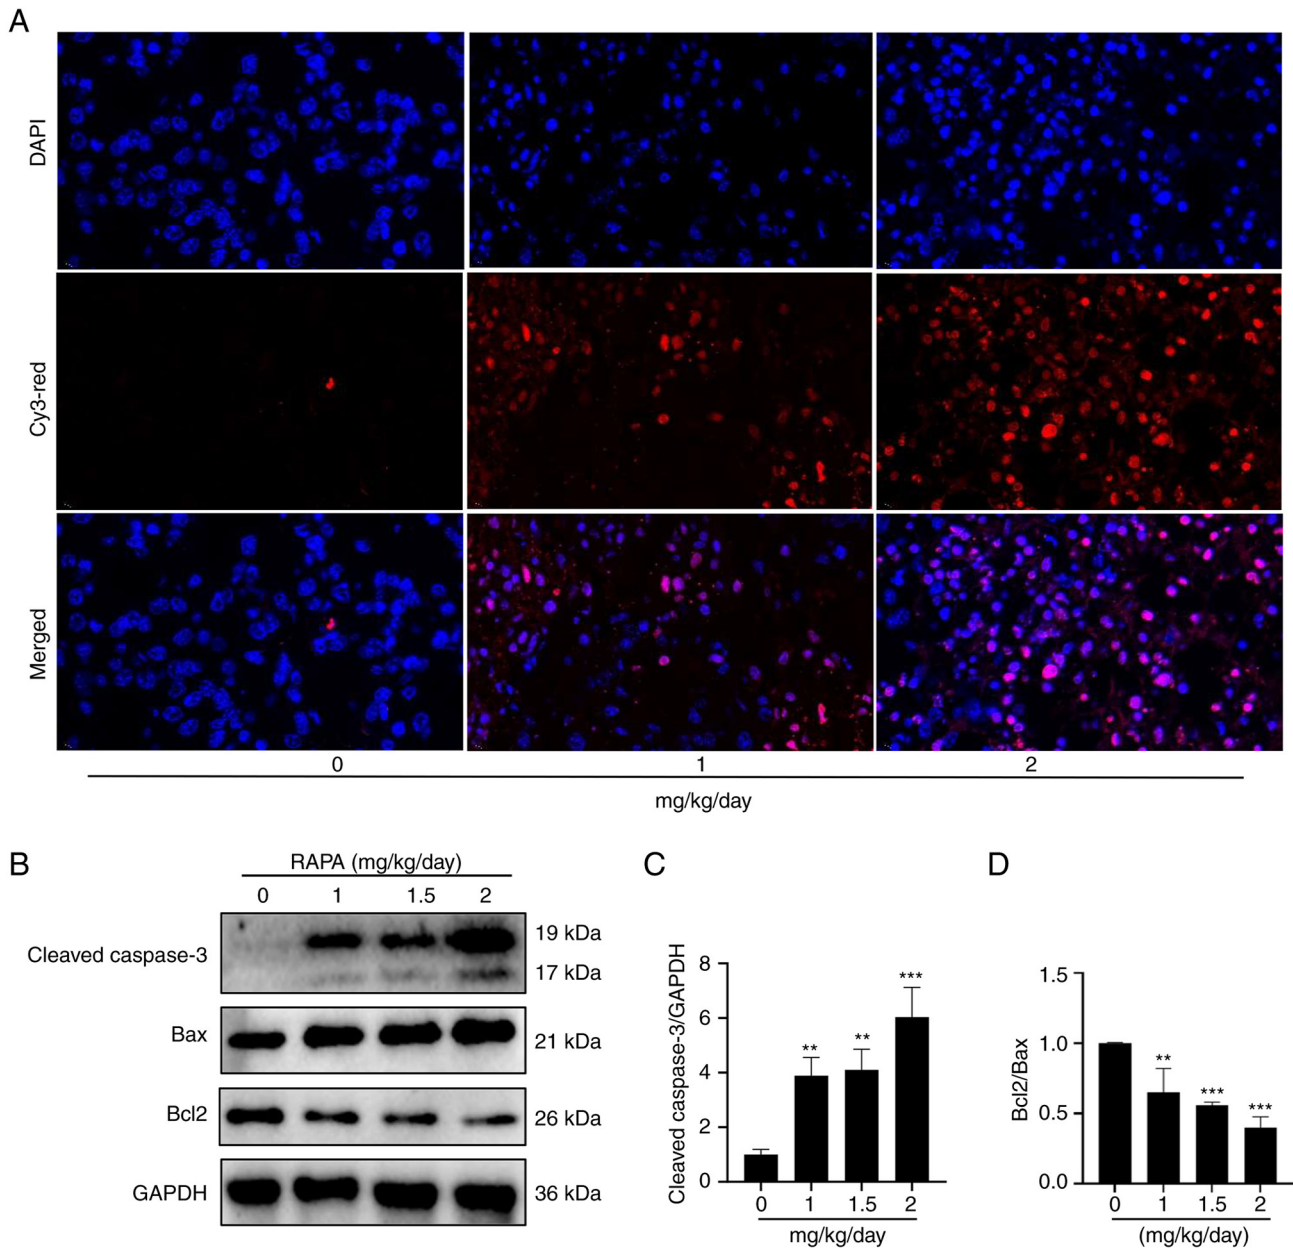 A
DAPI
Cy3-red
Merged
0 1 2
mg/kg/day
B
RAPA (mg/kg/day)
0 1 1.5 2
Cleaved caspase-3
19 kDa
17 kDa
Bax
21 kDa
Bcl2
26 kDa
GAPDH
36 kDa
C
Cleaved caspase-3/GAPDH
8
6
4
2
0
** ** ***
0 1 1.5 2
mg/kg/day
D
Bcl2/Bax
1.5
1.0
0.5
0.0
** *** ***
0 1 1.5 2
(mg/kg/day)